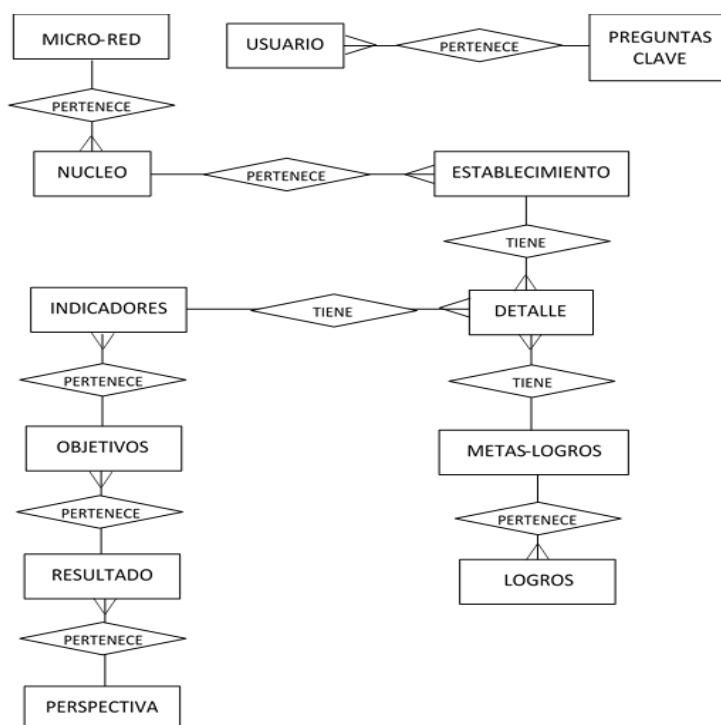 MICRO-RED
USUARIO
PERTENECE
PREGUNTAS
CLAVE
PERTENECE
NUCLEO
PERTENECE
ESTABLECIMIENTO
TIENE
INDICADORES
TIENE
DETALLE
PERTENECE
TIENE
OBJETIVOS
METAS-LOGROS
PERTENECE
PERTENECE
RESULTADO
LOGROS
PERTENECE
PERSPECTIVA